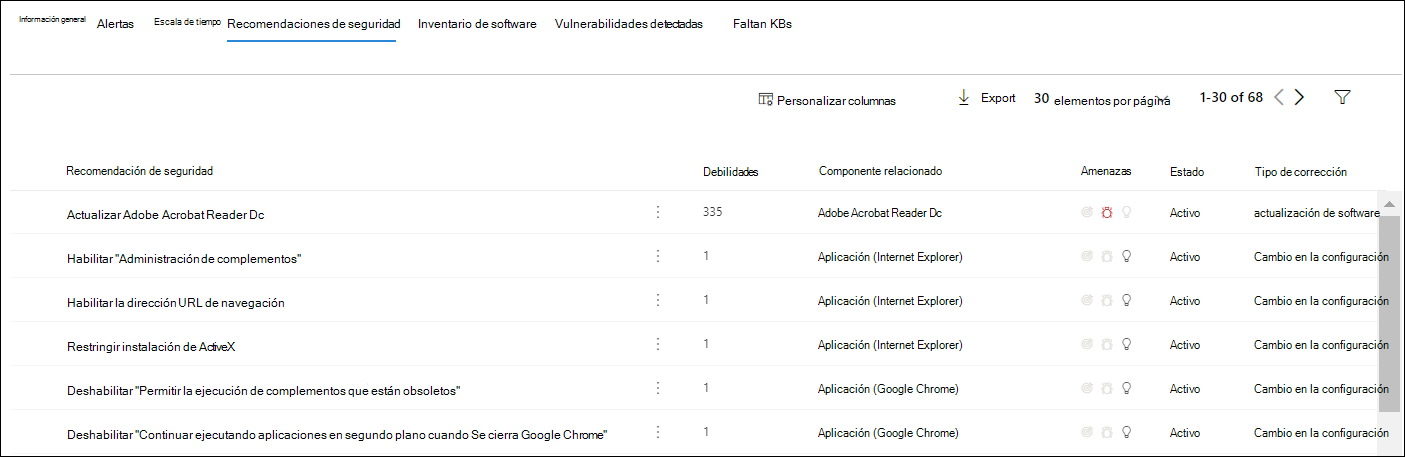 Información general Alertas Escala de tiempo Recomendaciones de seguridad Inventario de software Vulnerabilidades detectadas Faltan KBs
Personalizar columnas Export 30 elementos por página 1-30 of 68
Recomendación de seguridad Debilidades Componente relacionado Amenazas Estado Tipo de corrección
Actualizar Adobe Acrobat Reader Dc 335 Adobe Acrobat Reader Dc Activo actualización de software
Habilitar "Administración de complementos" 1 Aplicación (Internet Explorer) Activo Cambio en la configuración
Habilitar la dirección URL de navegación 1 Aplicación (Internet Explorer) Activo Cambio en la configuración
Restringir instalación de ActiveX 1 Aplicación (Internet Explorer) Activo Cambio en la configuración
Deshabilitar "Permitir la ejecución de complementos que están obsoletos" 1 Aplicación (Google Chrome) Activo Cambio en la configuración
Deshabilitar "Continuar ejecutando aplicaciones en segundo plano cuando Se cierra Google Chrome" 1 Aplicación (Google Chrome) Activo Cambio en la configuración